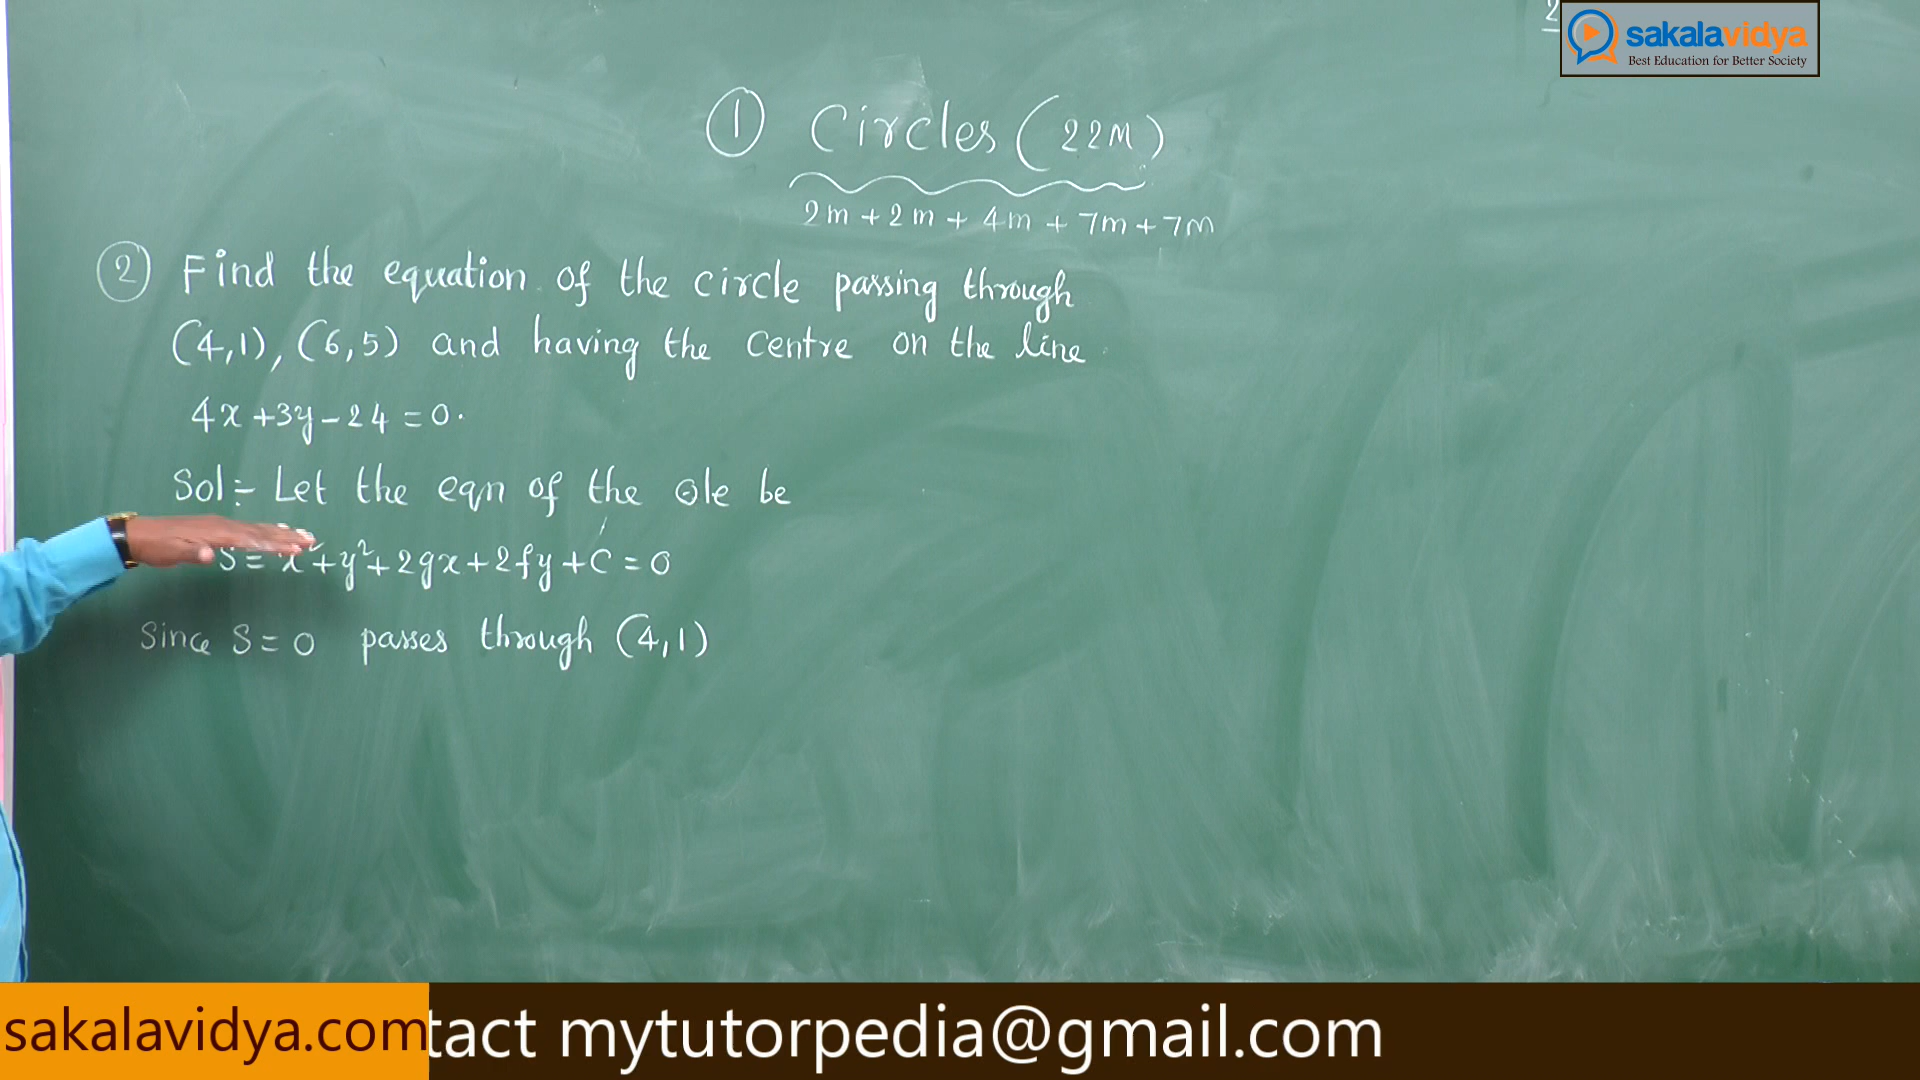 2
sakalavidya
Best Education for Better Society
① Circles (22M)
2m + 2m + 4m + 7m + 7m
② Find the equation of the circle passing through
(4,1), (6,5) and having the centre on the line
4x+3y-24=0.
Sol:- Let the eqn of the ⊙le be
S = x²+y²+2gx+2fy+c=0
Since S=0 passes through (4,1)
sakalavidya.com tact mytutorpedia@gmail.com